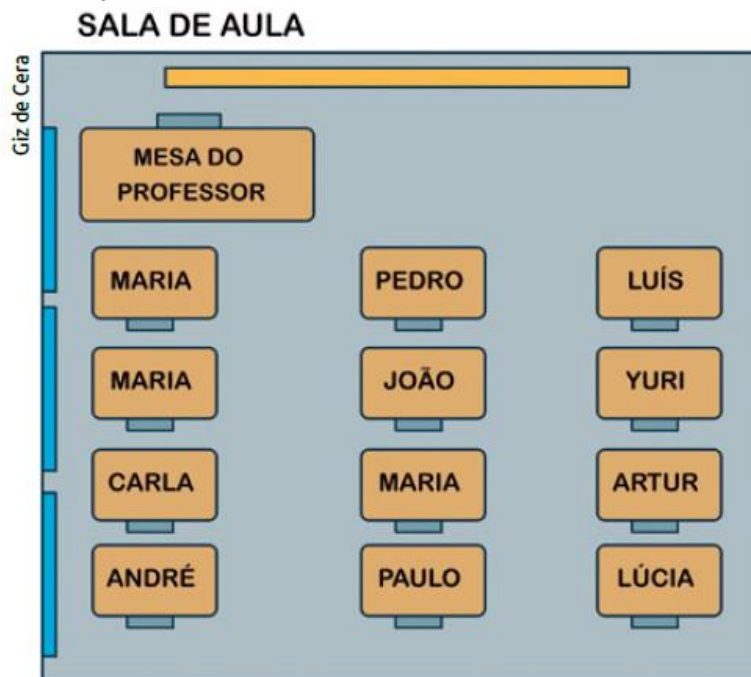 SALA DE AULA
Giz de Cera
MESA DO
PROFESSOR
MARIA PEDRO LUÍS
MARIA JOÃO YURI
CARLA MARIA ARTUR
ANDRÉ PAULO LÚCIA